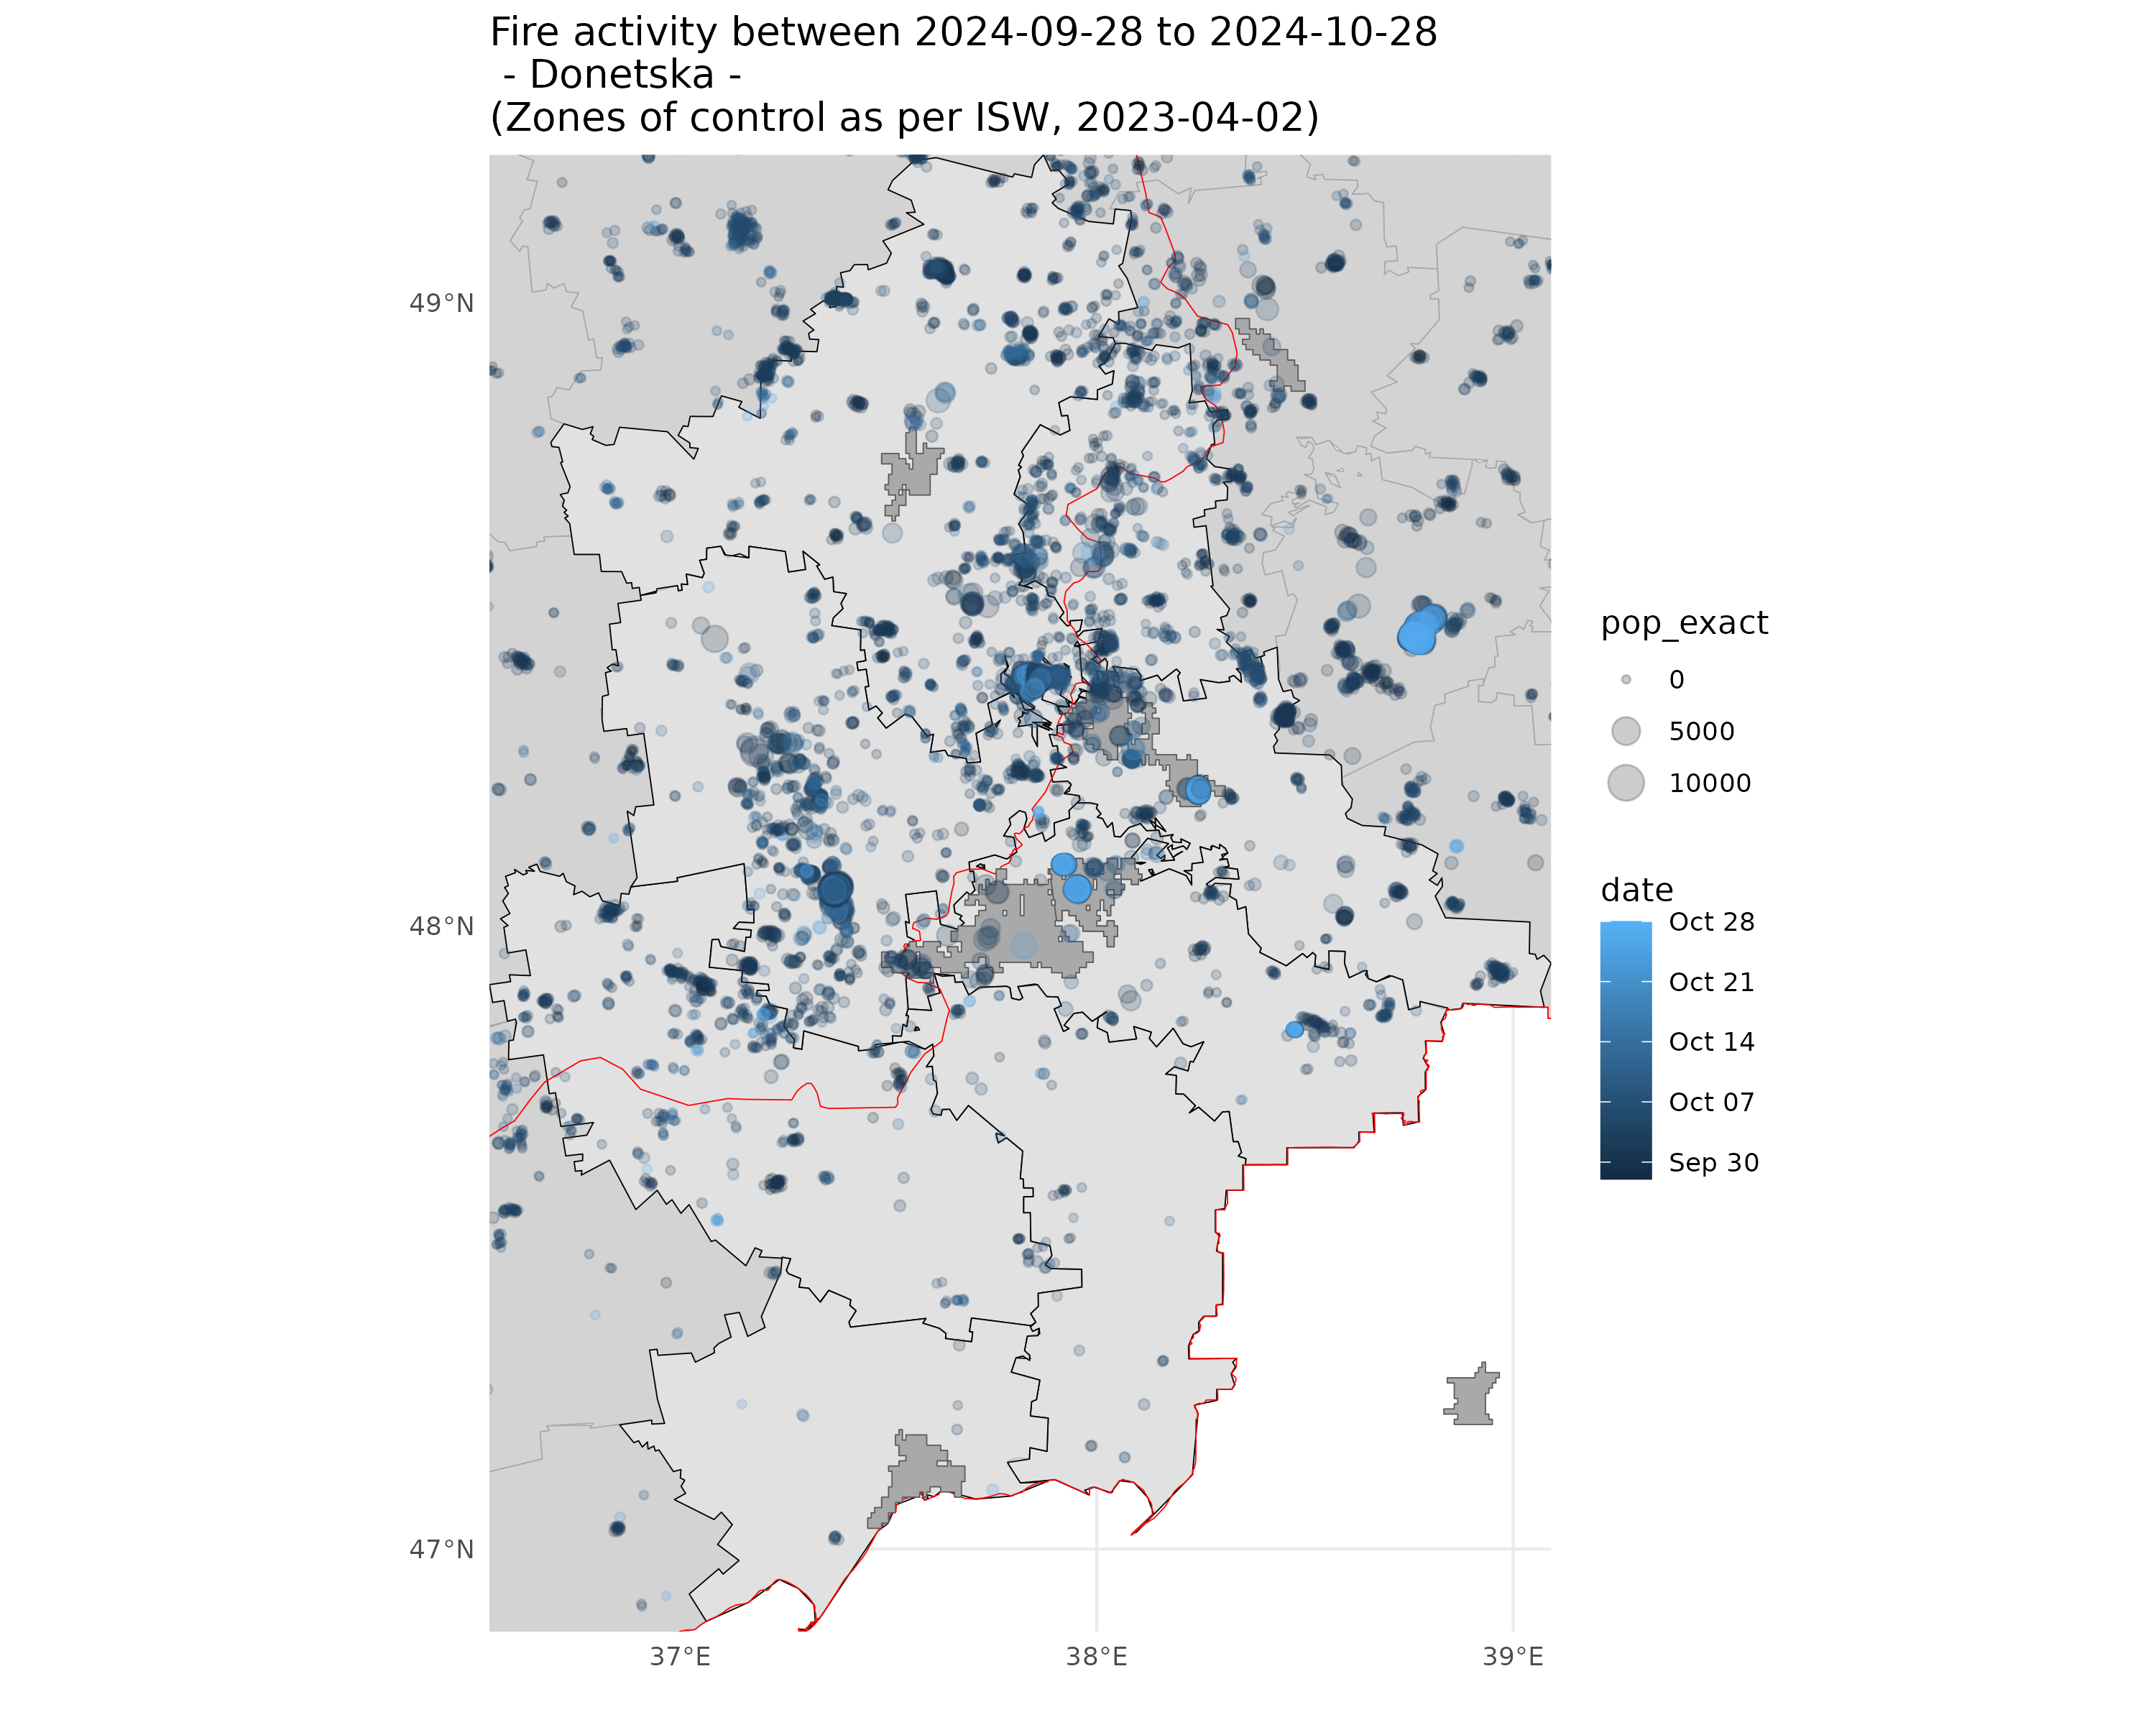 Fire activity between 2024-09-28 to 2024-10-28
- Donetska -
(Zones of control as per ISW, 2023-04-02)
49°N
48°N
47°N
37°E
38°E
39°E
pop_exact
0
5000
10000
date
Oct 28
Oct 21
Oct 14
Oct 07
Sep 30